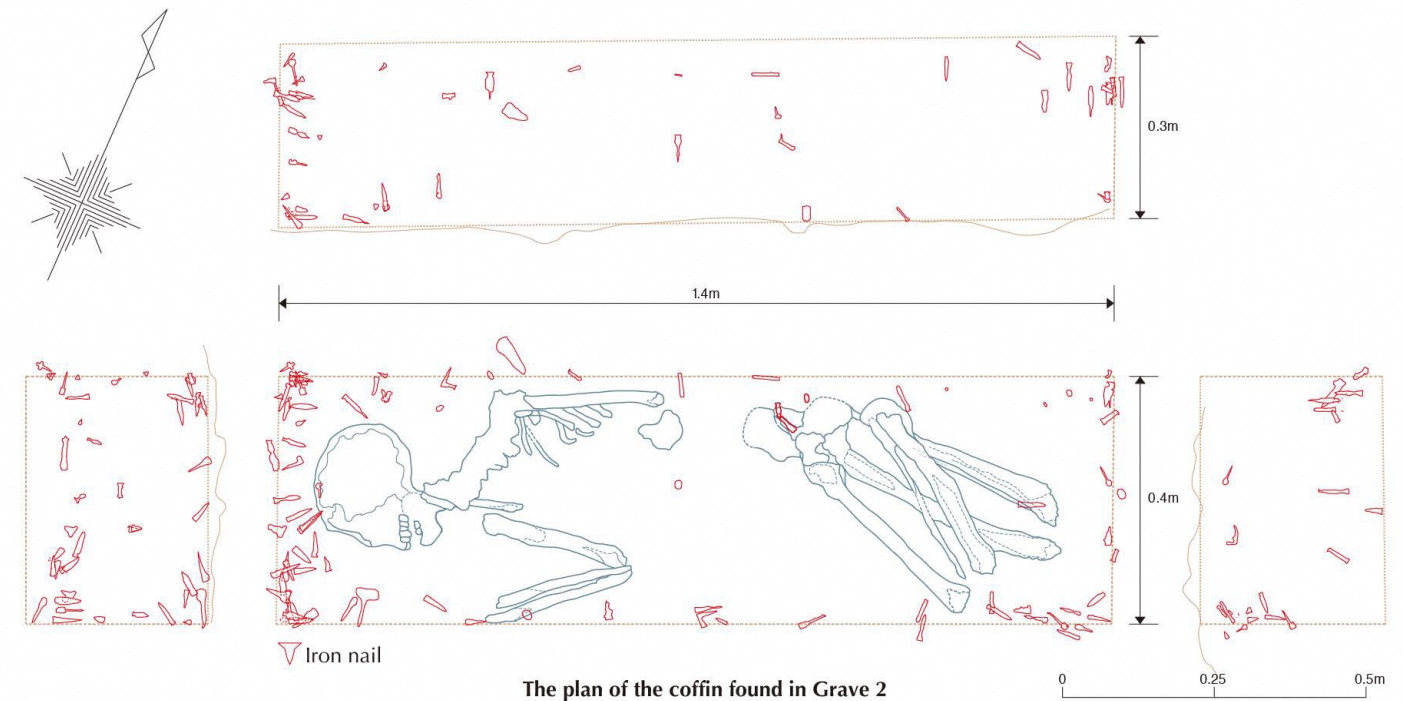 0.3m
1.4m
0.4m
Iron nail
The plan of the coffin found in Grave 2
0 0.25 0.5m